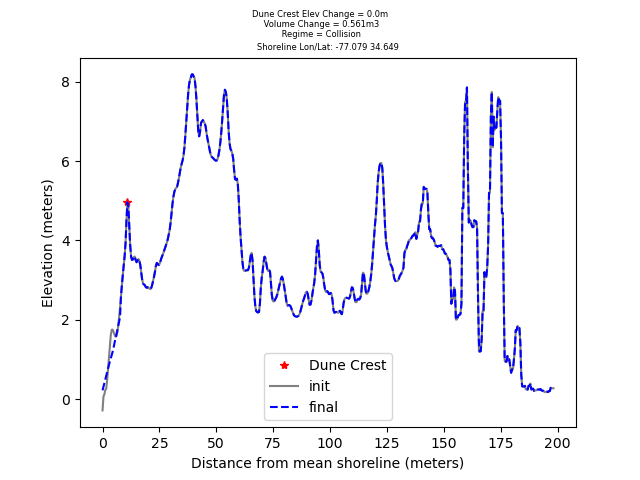 Dune Crest Elev Change = 0.0m
Volume Change = 0.561m3
Regime = Collision
Shoreline Lon/Lat: -77.079 34.649
8
6
4
2
0
Elevation (meters)
Dune Crest
init
final
0 25 50 75 100 125 150 175 200
Distance from mean shoreline (meters)